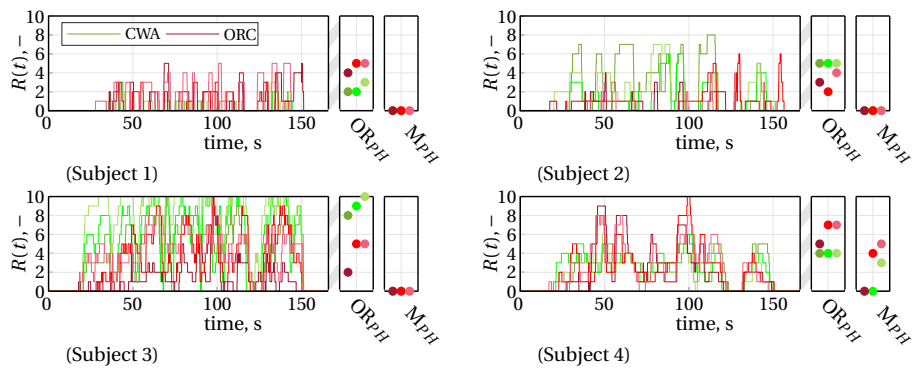 R(t), –
10
8
6
4
2
0
CWA
ORC
0
50
100
150
time, s
OR_PH
M_PH
(Subject 1)
R(t), –
10
8
6
4
2
0
0
50
100
150
time, s
OR_PH
M_PH
(Subject 2)
R(t), –
10
8
6
4
2
0
0
50
100
150
time, s
OR_PH
M_PH
(Subject 3)
R(t), –
10
8
6
4
2
0
0
50
100
150
time, s
OR_PH
M_PH
(Subject 4)